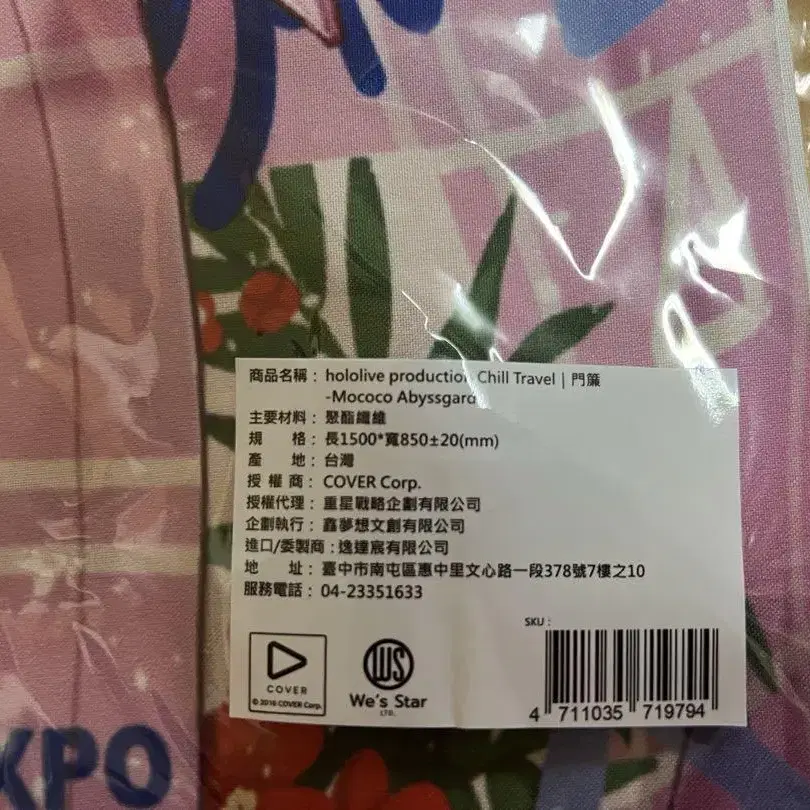 商品名稱： hololive production Chill Travel｜門簾
-Mococo Abyssgard
主要材料： 聚酯纖維
規　　格： 長1500*寬850±20(mm)
產　　地： 台灣
授 權 商： COVER Corp.
授權代理： 重星戰略企劃有限公司
企劃執行： 鑫夢想文創有限公司
進口/委製商：逸達宸有限公司
地　　址： 臺中市南屯區惠中里文心路一段378號7樓之10
服務電話： 04-23351633
SKU：
COVER
© 2016 COVER Corp.
WS
We's Star
LTD.
4 711035 719794
XPO